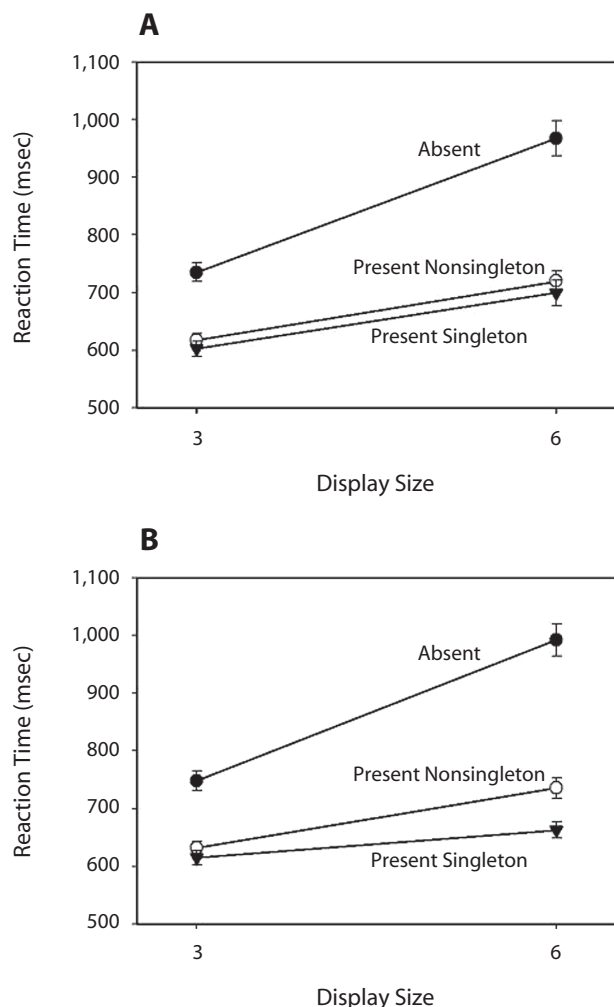 A
1,100
1,000
900
800
700
600
500
Reaction Time (msec)
Absent
Present Nonsingleton
Present Singleton
3 6
Display Size
B
1,100
1,000
900
800
700
600
500
Reaction Time (msec)
Absent
Present Nonsingleton
Present Singleton
3 6
Display Size